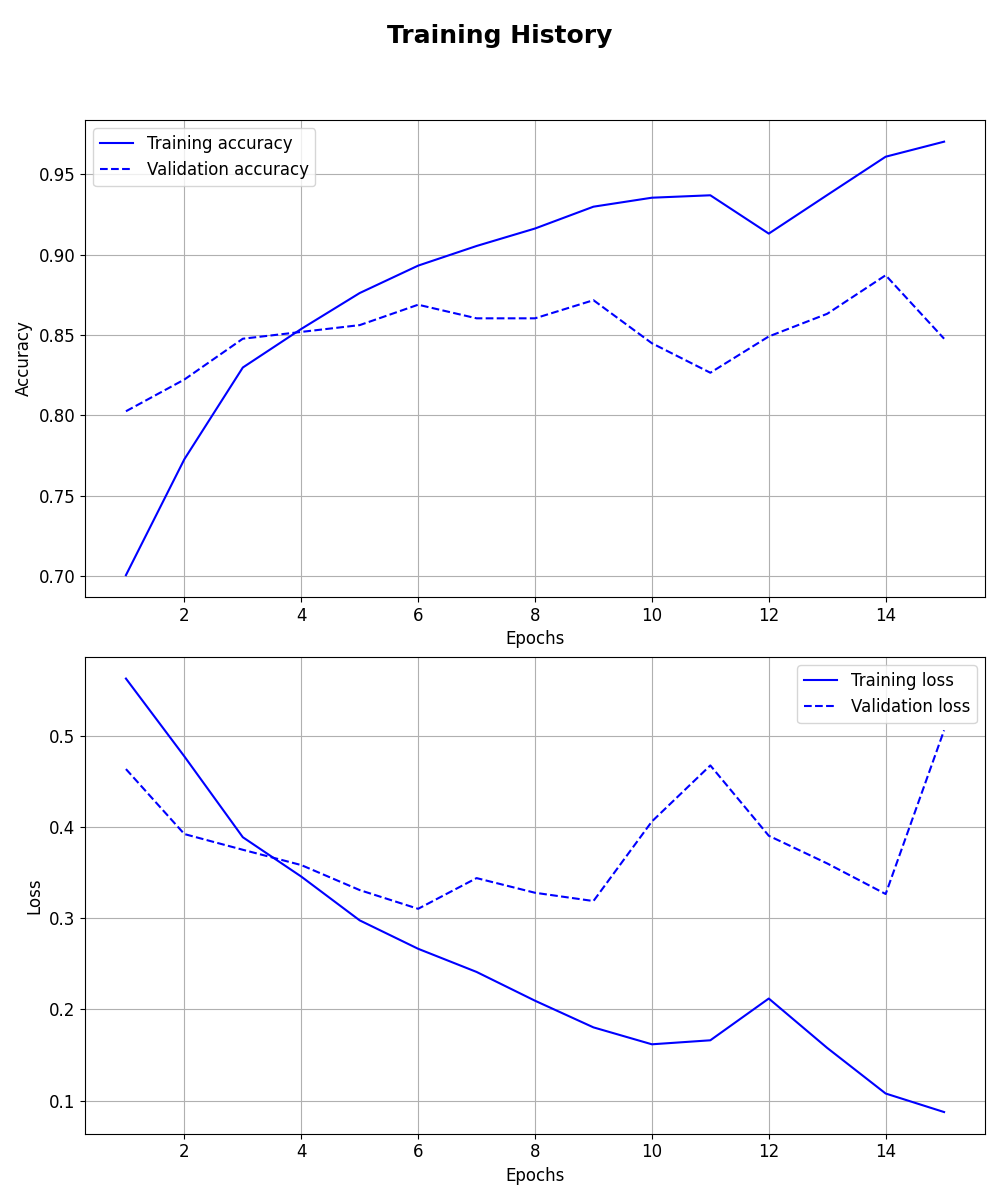 Training History
Training accuracy
Validation accuracy
0.95
0.90
0.85
0.80
0.75
0.70
Accuracy
2 4 6 8 10 12 14
Epochs
Training loss
Validation loss
0.5
0.4
0.3
0.2
0.1
Loss
2 4 6 8 10 12 14
Epochs